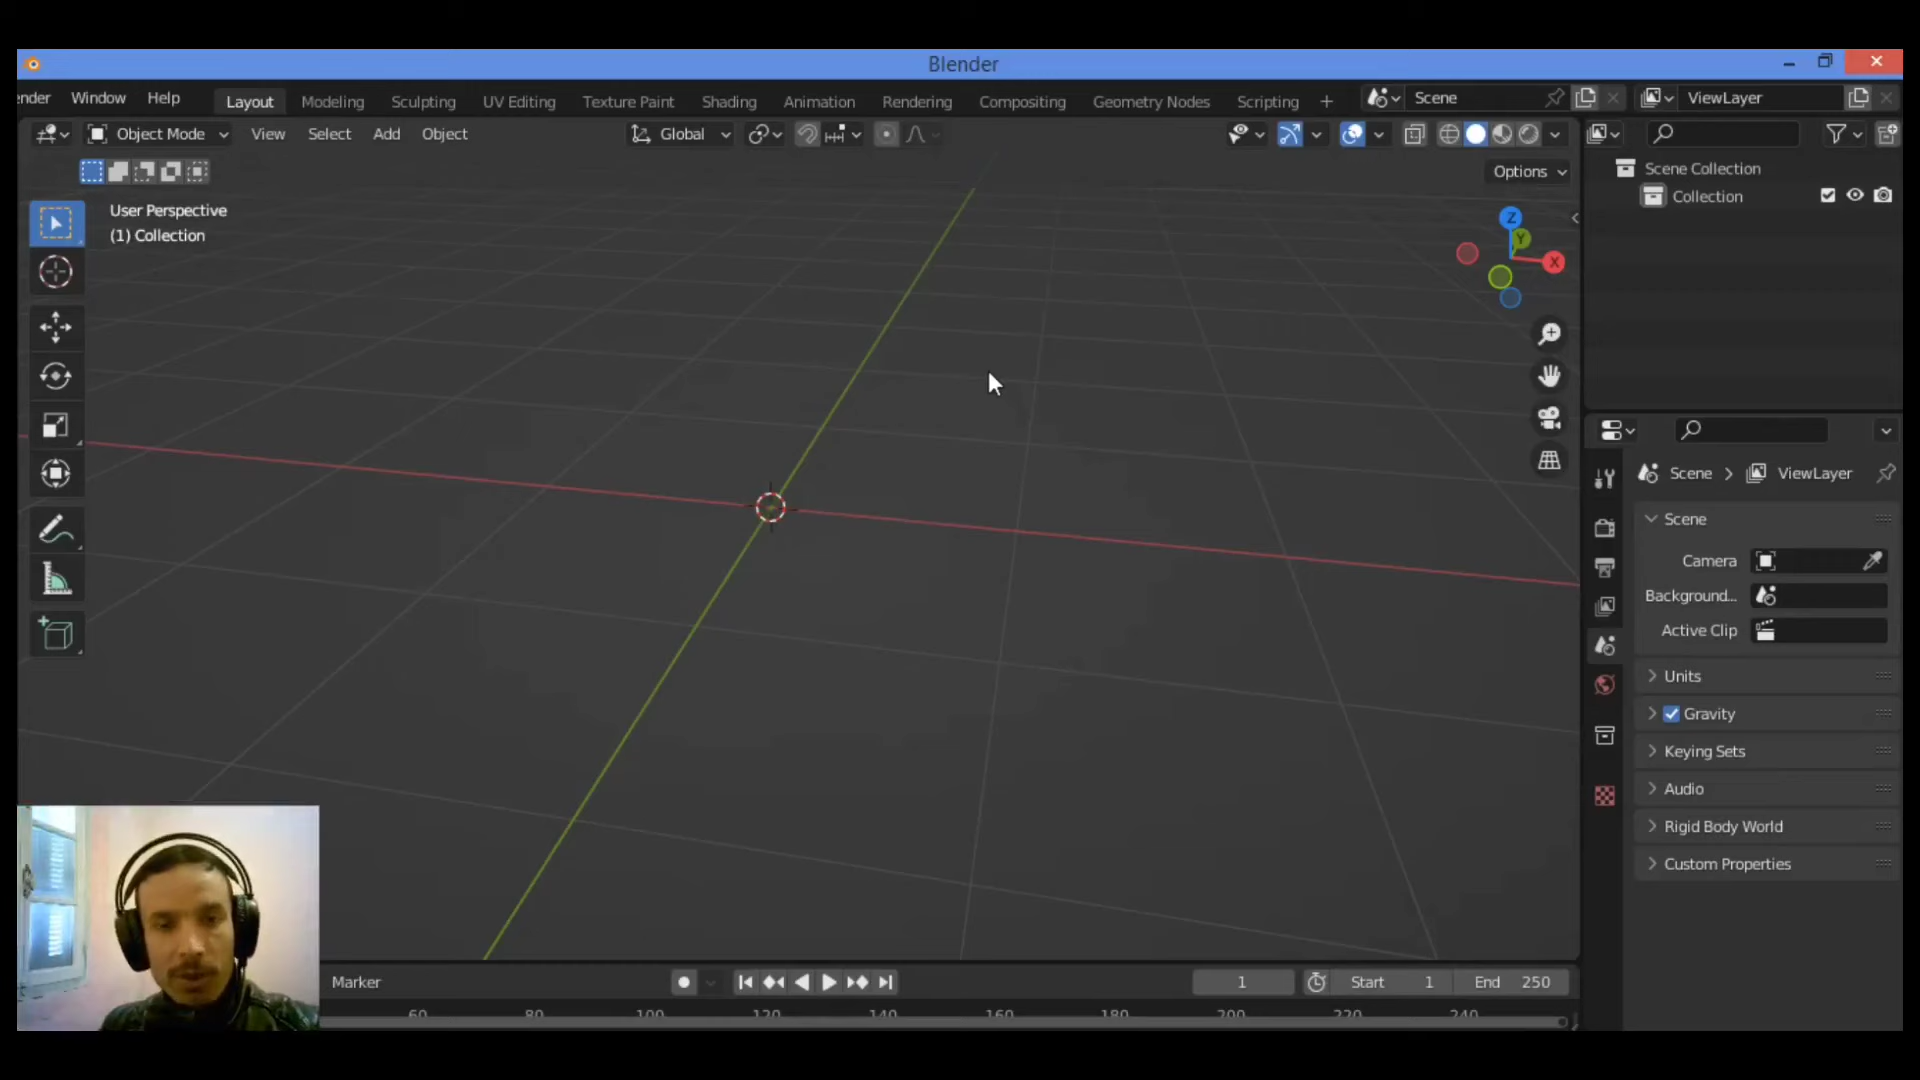 Blender
nder Window Help Layout Modeling Sculpting UV Editing Texture Paint Shading Animation Rendering Compositing Geometry Nodes Scripting + Scene ViewLayer
Object Mode View Select Add Object Global
Options
User Perspective
(1) Collection
Z
Y
X
Scene Collection
Collection
Scene > ViewLayer
Scene
Camera
Background...
Active Clip
Units
Gravity
Keying Sets
Audio
Rigid Body World
Custom Properties
Marker 1 Start 1 End 250
60 80 100 120 140 160 180 200 220 240